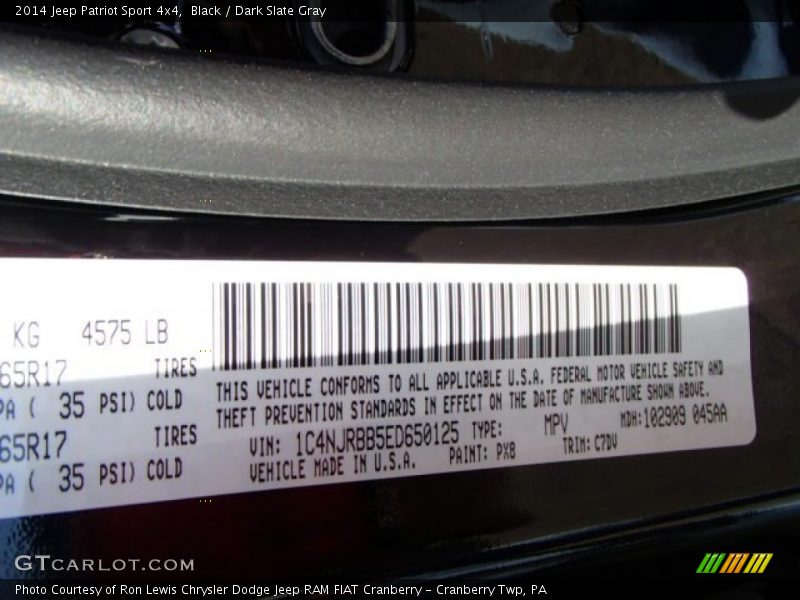 2014 Jeep Patriot Sport 4x4,  Black / Dark Slate Gray
KG 4575 LB
65R17 TIRES
PA ( 35 PSI) COLD
65R17 TIRES
PA ( 35 PSI) COLD
THIS VEHICLE CONFORMS TO ALL APPLICABLE U.S.A. FEDERAL MOTOR VEHICLE SAFETY AND
THEFT PREVENTION STANDARDS IN EFFECT ON THE DATE OF MANUFACTURE SHOWN ABOVE.
VIN: 1C4NJRBB5ED650125 TYPE: MPV MDH:102909 045AA
VEHICLE MADE IN U.S.A. PAINT: PX8 TRIM: C7DV
GTCARLOT.COM
Photo Courtesy of Ron Lewis Chrysler Dodge Jeep RAM FIAT Cranberry – Cranberry Twp, PA